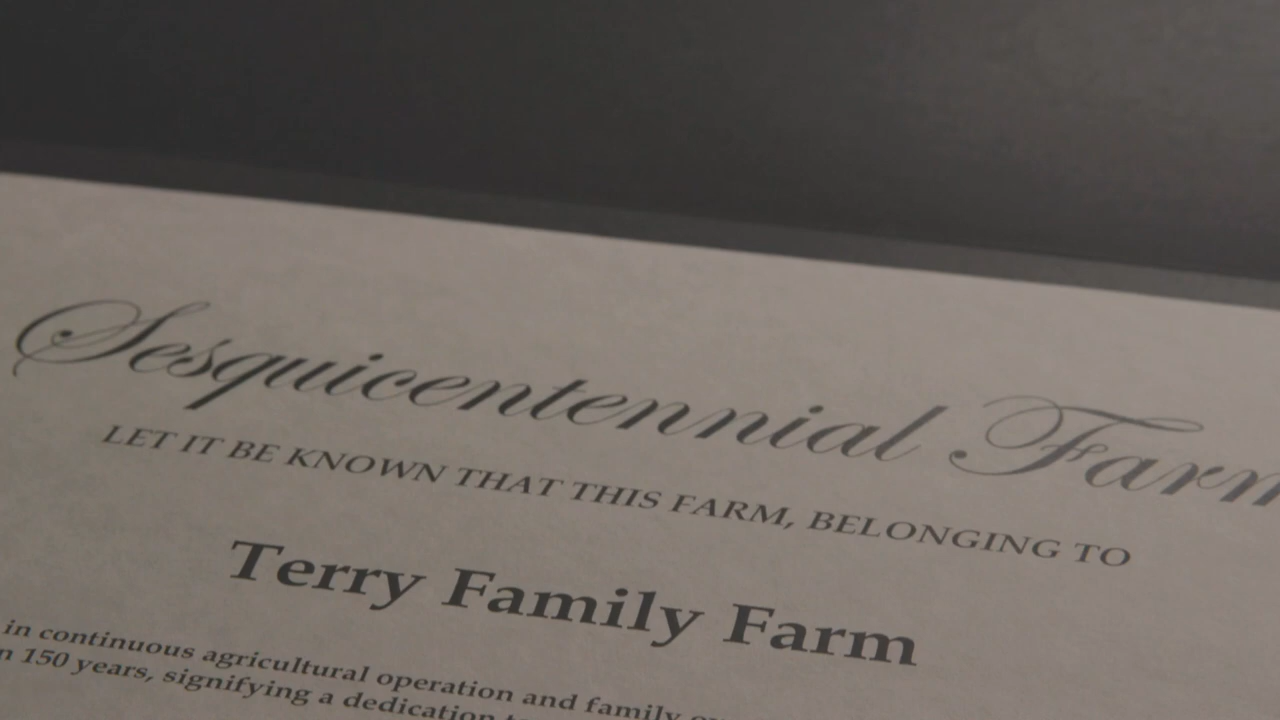 Sesquicentennial Farm
LET IT BE KNOWN THAT THIS FARM, BELONGING TO
Terry Family Farm
in continuous agricultural operation and family
150 years, signifying a dedication